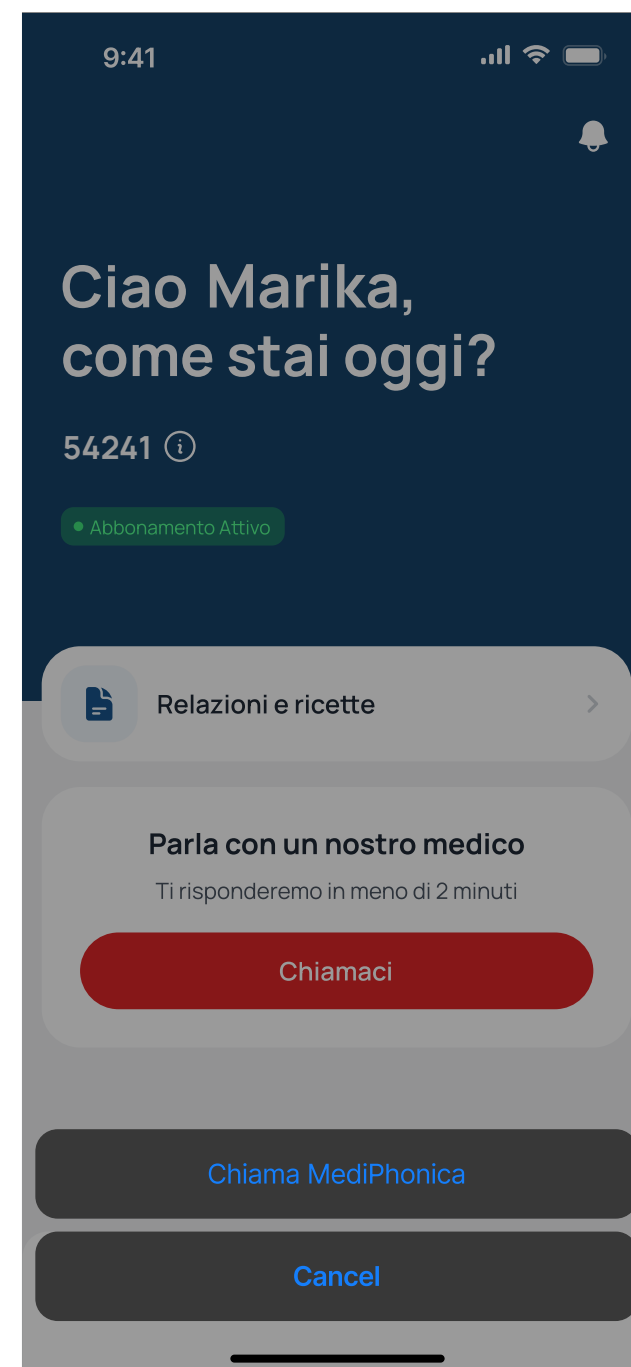 9:41
Ciao Marika,
come stai oggi?
54241
Abbonamento Attivo
Relazioni e ricette
Parla con un nostro medico
Ti risponderemo in meno di 2 minuti
Chiamaci
Chiama MediPhonica
Cancel